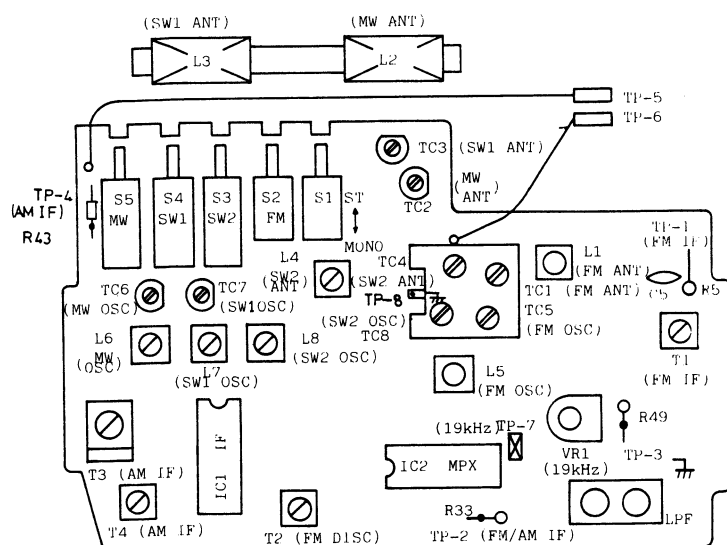 (SW1 ANT)
(MW ANT)
L3
L2
TP-5
TP-6
TC3 (SW1 ANT)
(MW
ANT)
TC2
TP-4
(AM IF)
R43
S5
MW
S4
SW1
S3
SW2
S2
FM
S1
ST
MONO
TP-1
(FM IF)
L4
(SW2
ANT
TC4
(SW2 ANT)
L1
(FM ANT)
TC1 (FM ANT)
C5
R5
TC6
(MW OSC)
TC7
(SW1OSC)
TP-8
(SW2 OSC)
TC8
TC5
(FM OSC)
L6
MW
(OSC)
L7
(SW1 OSC)
L8
(SW2 OSC)
T1
(FM IF)
L5
(FM OSC)
(19kHz)
TP-7
VR1
(19kHz)
R49
TP-3
IC1 IF
IC2 MPX
T3 (AM IF)
T4 (AM IF)
T2 (FM DISC)
R33
TP-2 (FM/AM IF)
LPF